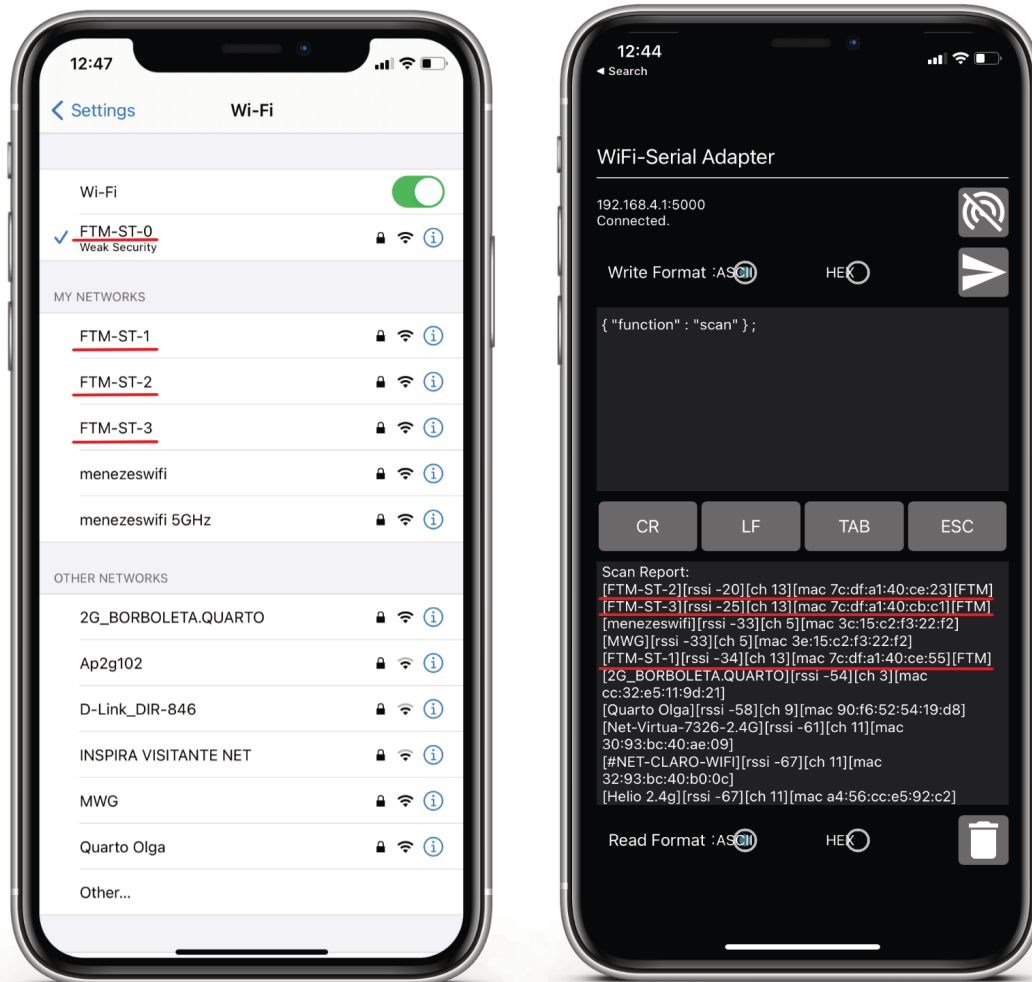 12:47
Settings
Wi-Fi
Wi-Fi
FTM-ST-0
Weak Security
MY NETWORKS
FTM-ST-1
FTM-ST-2
FTM-ST-3
menezeswifi
menezeswifi 5GHz
OTHER NETWORKS
2G_BORBOLETA.QUARTO
Ap2g102
D-Link_DIR-846
INSPIRA VISITANTE NET
MWG
Quarto Olga
Other...
12:44
Search
WiFi-Serial Adapter
192.168.4.1:5000
Connected.
Write Format :ASCII HEX
{ "function" : "scan" } ;
CR LF TAB ESC
Scan Report:
[FTM-ST-2][rssi -20][ch 13][mac 7c:df:a1:40:ce:23][FTM]
[FTM-ST-3][rssi -25][ch 13][mac 7c:df:a1:40:cb:c1][FTM]
[menezeswifi][rssi -33][ch 5][mac 3c:15:c2:f3:22:f2]
[MWG][rssi -33][ch 5][mac 3e:15:c2:f3:22:f2]
[FTM-ST-1][rssi -34][ch 13][mac 7c:df:a1:40:ce:55][FTM]
[2G_BORBOLETA.QUARTO][rssi -54][ch 3][mac
cc:32:e5:11:9d:21]
[Quarto Olga][rssi -58][ch 9][mac 90:f6:52:54:19:d8]
[Net-Virtua-7326-2.4G][rssi -61][ch 11][mac
30:93:bc:40:ae:09]
[#NET-CLARO-WIFI][rssi -67][ch 11][mac
32:93:bc:40:b0:0c]
[Helio 2.4g][rssi -67][ch 11][mac a4:56:cc:e5:92:c2]
Read Format :ASCII HEX